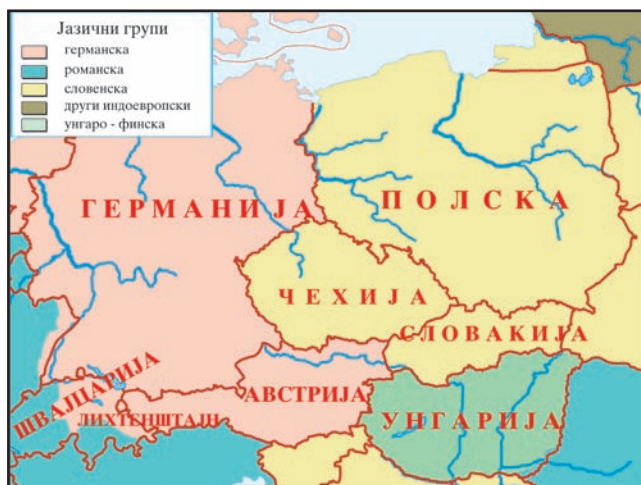 Јазични групи
германска
романска
словенска
други индоевропски
унгаро - финска
ГЕРМАНИЈА
ПОЛСКА
ЧЕХИЈА
СЛОВАКИЈА
ШВАЈЦАРИЈА
ЛИХТЕНШТАЈН
АВСТРИЈА
УНГАРИЈА